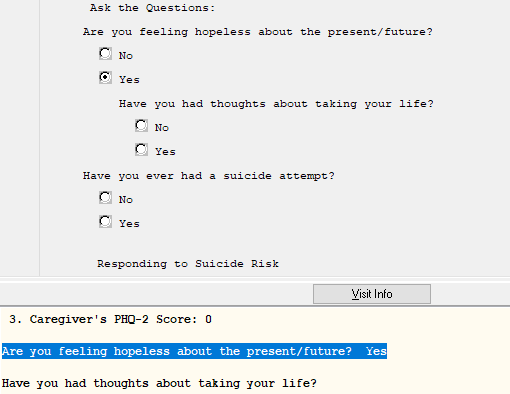 Ask the Questions:
Are you feeling hopeless about the present/future?
No
Yes
Have you had thoughts about taking your life?
No
Yes
Have you ever had a suicide attempt?
No
Yes
Responding to Suicide Risk
Visit Info
3. Caregiver's PHQ-2 Score: 0
Are you feeling hopeless about the present/future?  Yes
Have you had thoughts about taking your life?